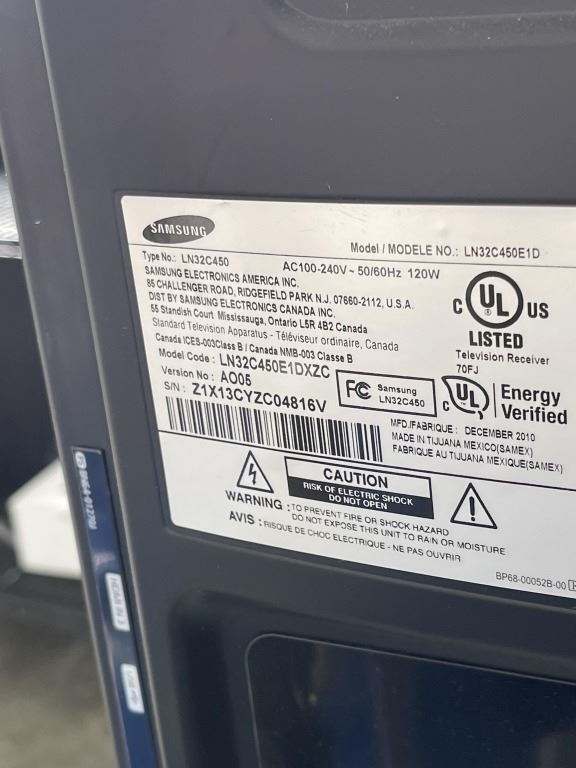 SAMSUNG
Model / MODELE NO.: LN32C450E1D
Type No.: LN32C450
AC100-240V ~ 50/60Hz 120W
SAMSUNG ELECTRONICS AMERICA INC.
85 CHALLENGER ROAD, RIDGEFIELD PARK N.J. 07660-2112, U.S.A.
DIST BY SAMSUNG ELECTRONICS CANADA INC.
55 Standish Court Mississauga, Ontario L5R 4B2 Canada
Standard Television Apparatus - Téléviseur ordinaire, Canada
Canada ICES-003Class B / Canada NMB-003 Classe B
Model Code : LN32C450E1DXZC
Version No : AO05
S/N : Z1X13CYZC04816V
FC Samsung
LN32C450
C UL US
LISTED
Television Receiver
70FJ
C UL Energy
Verified
MFD./FABRIQUE : DECEMBER 2010
MADE IN TIJUANA MEXICO(SAMEX)
FABRIQUE AU TIJUANA MEXIQUE(SAMEX)
CAUTION
RISK OF ELECTRIC SHOCK
DO NOT OPEN
WARNING : TO PREVENT FIRE OR SHOCK HAZARD
DO NOT EXPOSE THIS UNIT TO RAIN OR MOISTURE
AVIS : RISQUE DE CHOC ELECTRIQUE - NE PAS OUVRIR
BP68-00052B-00